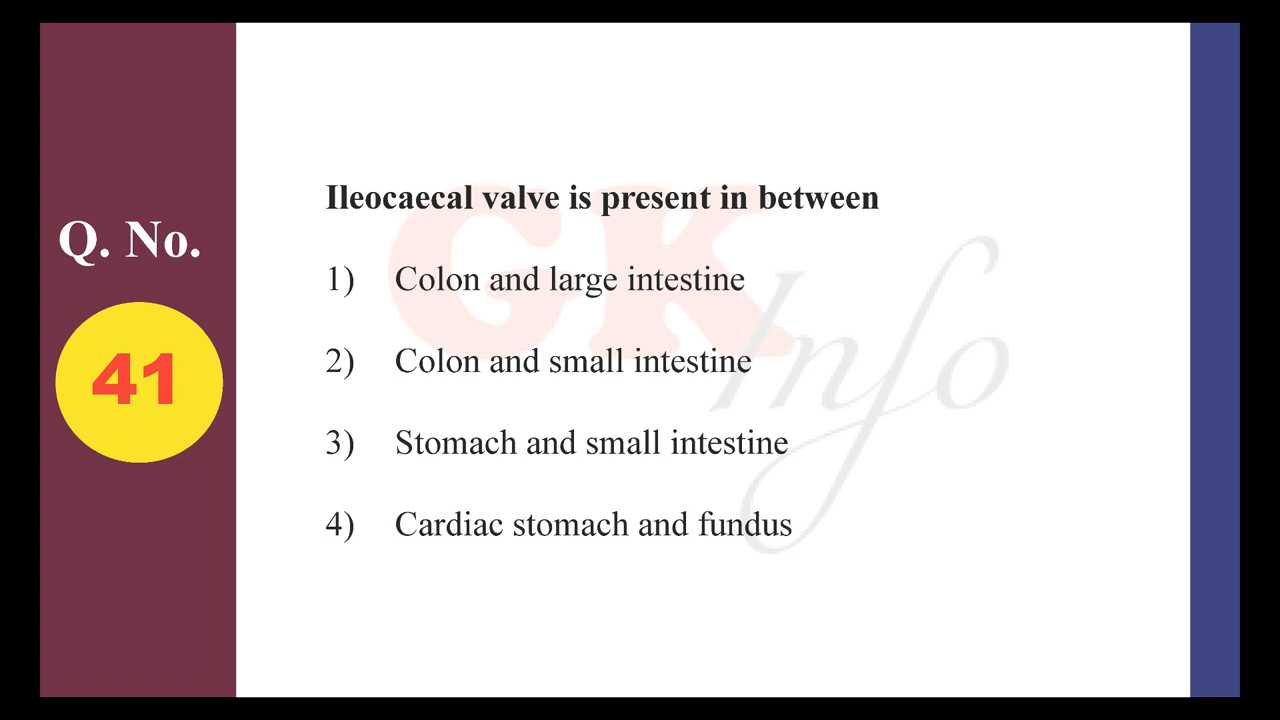 Q. No.
41
Ileocaecal valve is present in between
1) Colon and large intestine
2) Colon and small intestine
3) Stomach and small intestine
4) Cardiac stomach and fundus
GK
Info